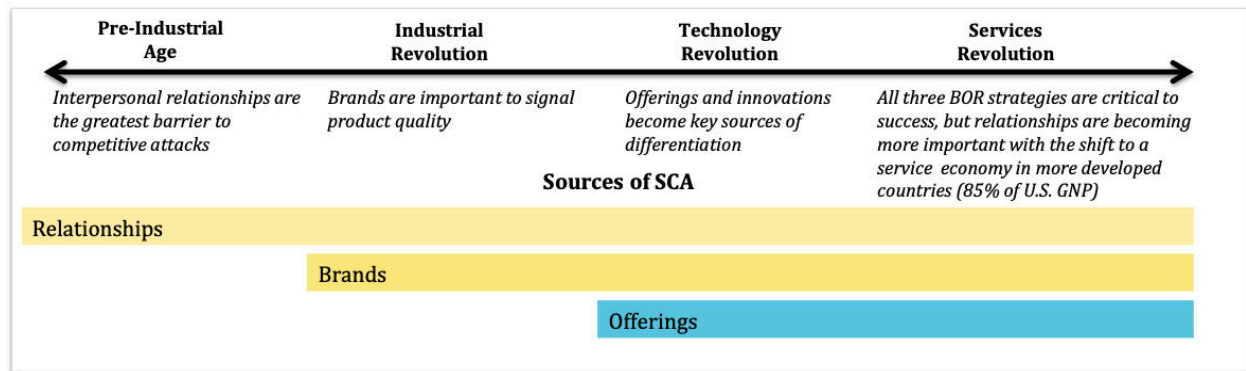 Pre-Industrial
Age
Industrial
Revolution
Technology
Revolution
Services
Revolution
Interpersonal relationships are
the greatest barrier to
competitive attacks
Brands are important to signal
product quality
Offerings and innovations
become key sources of
differentiation
All three BOR strategies are critical to
success, but relationships are becoming
more important with the shift to a
service economy in more developed
countries (85% of U.S. GNP)
Sources of SCA
Relationships
Brands
Offerings